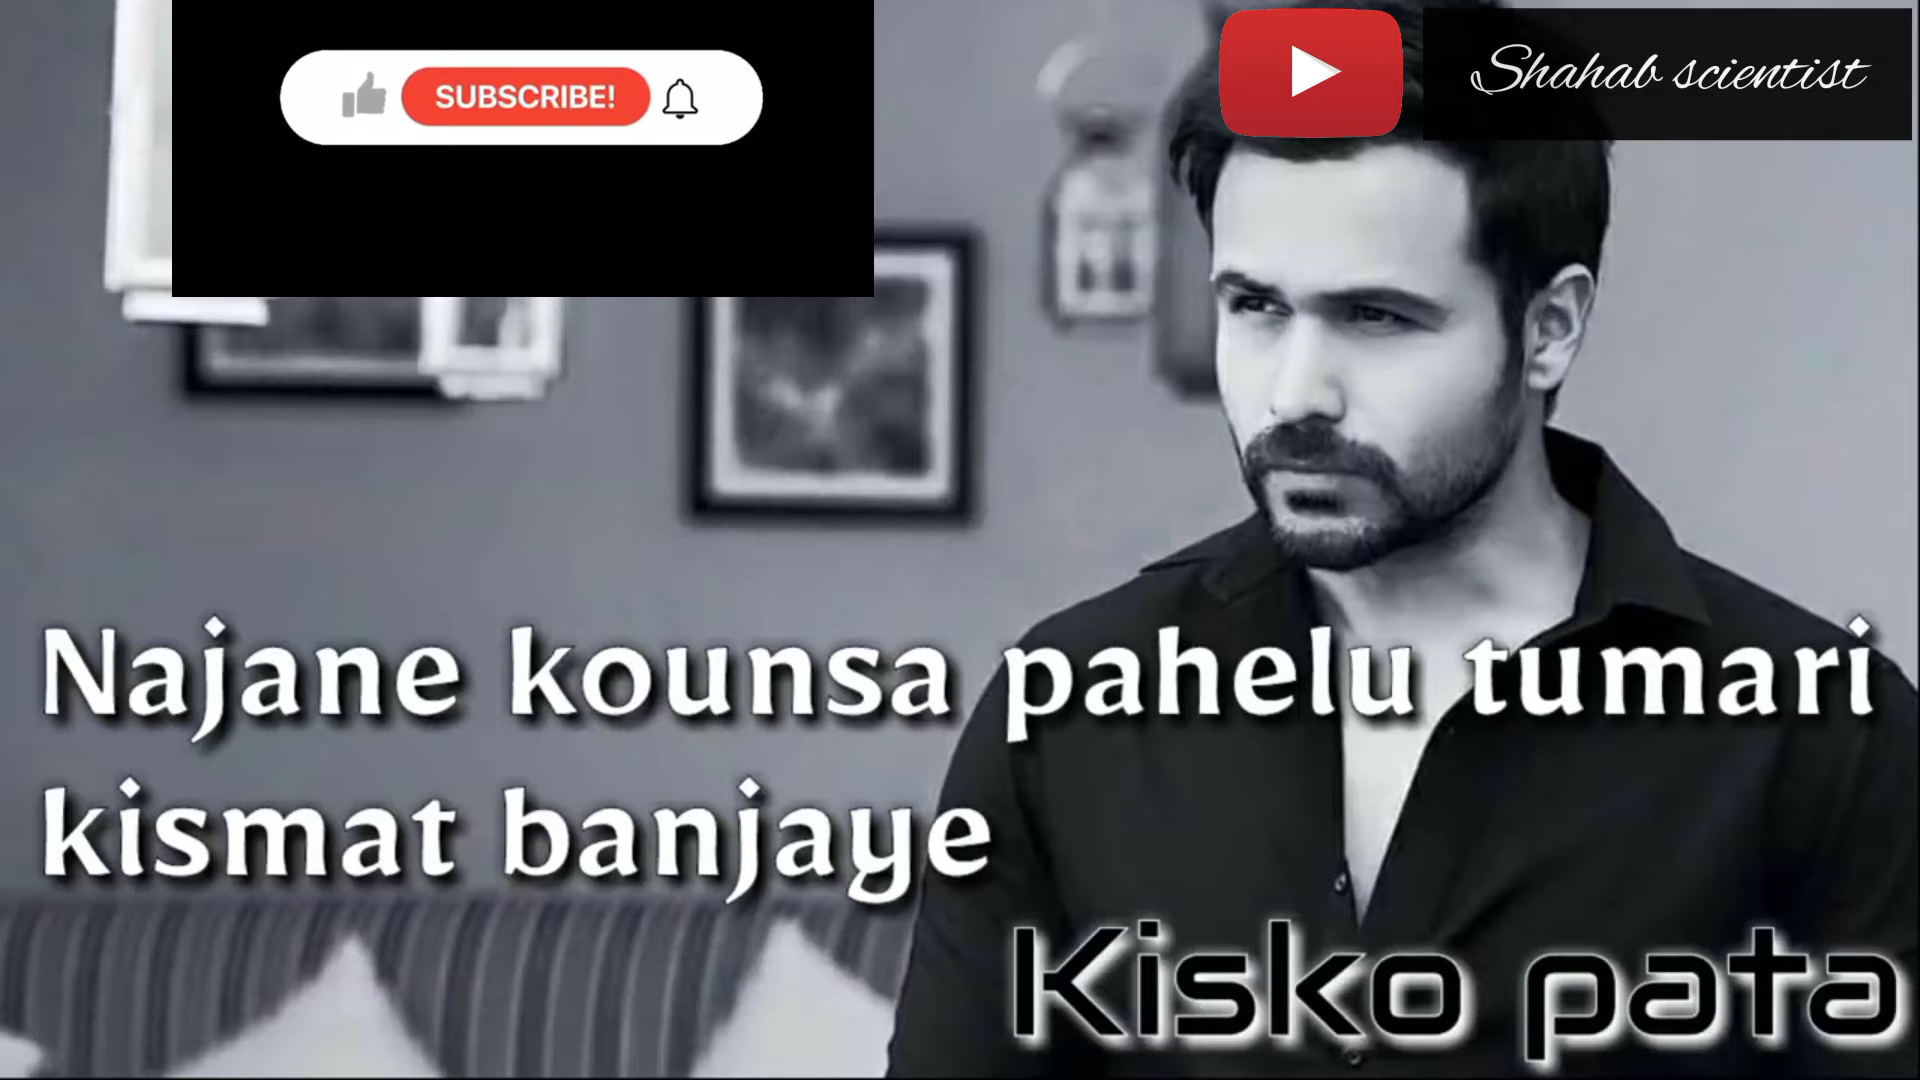 SUBSCRIBE!
Shahab scientist
Najane kounsa pahelu tumari
kismat banjaye
Kisko pata